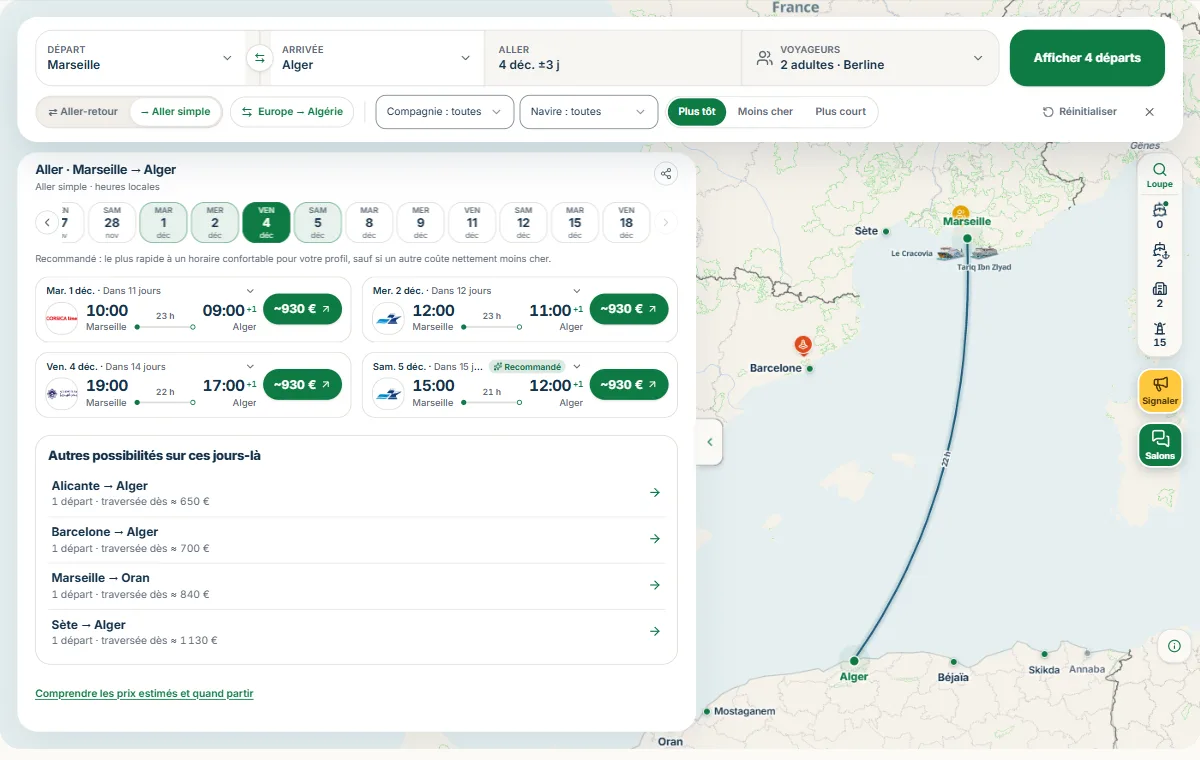 France
DÉPART
Marseille
ARRIVÉE
Alger
ALLER
4 déc. ±3 j
VOYAGEURS
2 adultes · Berline
Afficher 4 départs
⇄ Aller-retour
→ Aller simple
⇆ Europe → Algérie
Compagnie : toutes
Navire : toutes
Plus tôt
Moins cher
Plus court
Réinitialiser
Gênes
Aller · Marseille → Alger
Aller simple · heures locales
SAM 28 nov
MAR 1 déc
MER 2 déc
VEN 4 déc
SAM 5 déc
MAR 8 déc
MER 9 déc
VEN 11 déc
SAM 12 déc
MAR 15 déc
VEN 18 déc
Recommandé : le plus rapide à un horaire confortable pour votre profil, sauf si un autre coûte nettement moins cher.
Mar. 1 déc. · Dans 11 jours
CORSICA linea
10:00 23 h 09:00 +1
Marseille Alger
~930 € ↗
Mer. 2 déc. · Dans 12 jours
12:00 23 h 11:00 +1
Marseille Alger
~930 € ↗
Ven. 4 déc. · Dans 14 jours
19:00 22 h 17:00 +1
Marseille Alger
~930 € ↗
Sam. 5 déc. · Dans 15 j... Recommandé
15:00 21 h 12:00 +1
Marseille Alger
~930 € ↗
Autres possibilités sur ces jours-là
Alicante → Alger
1 départ · traversée dès ≈ 650 €
Barcelone → Alger
1 départ · traversée dès ≈ 700 €
Marseille → Oran
1 départ · traversée dès ≈ 840 €
Sète → Alger
1 départ · traversée dès ≈ 1 130 €
Comprendre les prix estimés et quand partir
Marseille
Sète
Le Cracovia
Tariq Ibn Ziyad
Barcelone
22 h
Alger
Béjaïa
Skikda
Annaba
Mostaganem
Oran
Loupe
0
2
2
15
Signaler
Salons